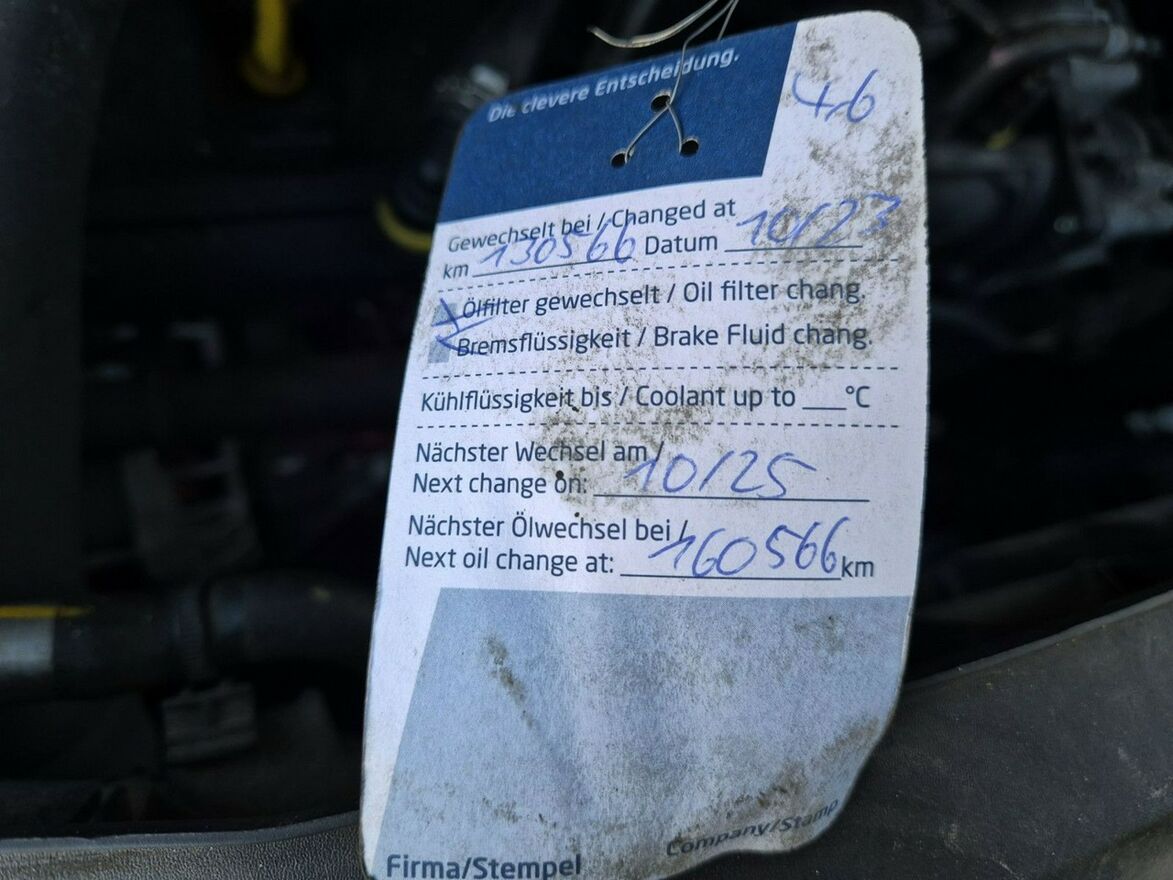 Die clevere Entscheidung.
4,6
Gewechselt bei / Changed at
km 130566 Datum 10/23
Ölfilter gewechselt / Oil filter chang.
Bremsflüssigkeit / Brake Fluid chang.
Kühlflüssigkeit bis / Coolant up to ___°C
Nächster Wechsel am /
Next change on: 10/25
Nächster Ölwechsel bei /
Next oil change at: 160566 km
Firma/Stempel Company/Stamp